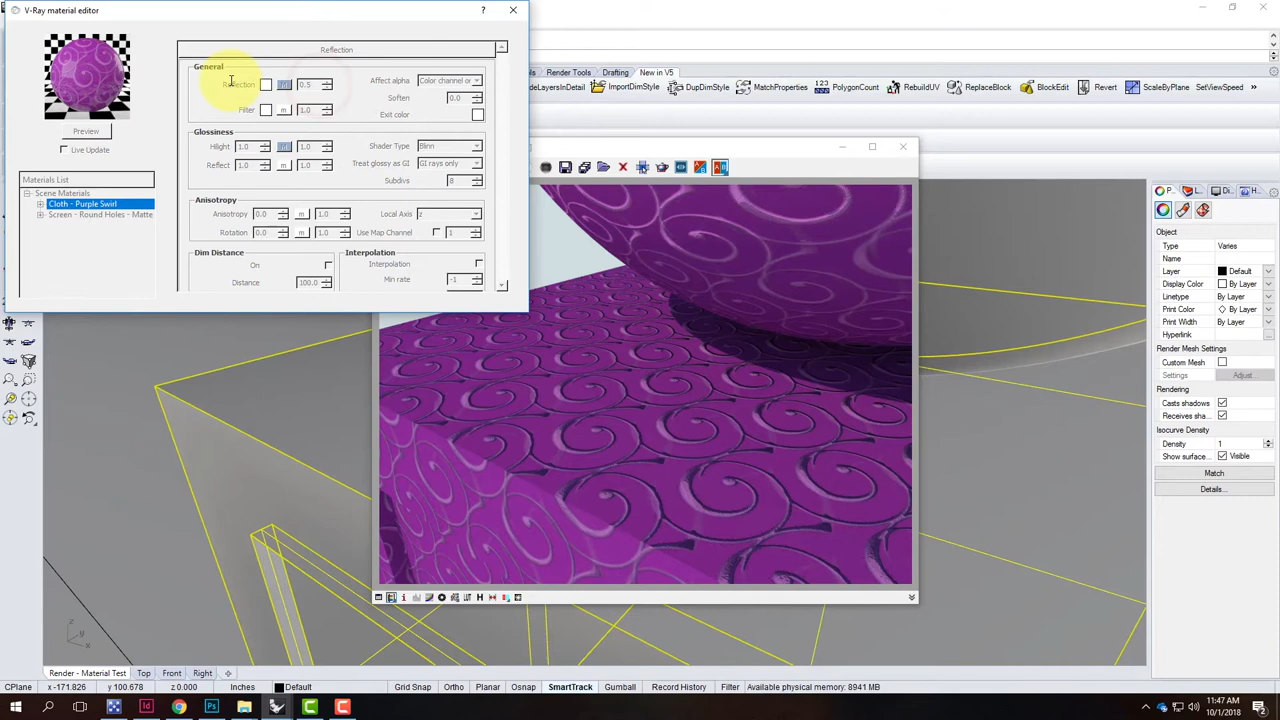 V-Ray material editor
?
Preview
Live Update
Materials List
Scene Materials
Cloth - Purple Swirl
Screen - Round Holes - Matte
Reflection
General
Reflection 0.5
Affect alpha Color channel or
Soften 0.0
Filter m 1.0
Exit color
Glossiness
Hilight 1.0 1.0
Shader Type Blinn
Reflect 1.0 m 1.0
Treat glossy as GI GI rays only
Subdivs 8
Anisotropy
Anisotropy 0.0 m 1.0
Local Axis z
Rotation 0.0 m 1.0
Use Map Channel 1
Dim Distance
Interpolation
On
Interpolation
Distance 100.0
Min rate -1
Render Tools Drafting New in V5
DupLayersInDetail ImportDimStyle DupDimStyle MatchProperties PolygonCount RebuildUV BlockEdit ReplaceBlock Export SetViewSpeed
Object
Type Varies
Name
Layer Default
Display Color By Layer
Linetype By Layer
Print Color By Layer
Print Width By Layer
Hyperlink ...
Render Mesh Settings
Custom Mesh
Settings Adjust...
Rendering
Casts shadows
Receives sha...
Isocurve Density
Density 1
Show surface... Visible
Match
Details...
z
y
x
Render - Material Test Top Front Right
CPlane x -171.826 y 100.678 z 0.000 Inches Default Grid Snap Ortho Planar Osnap SmartTrack Gumball Record History Filter Available physical memory: 8941 MB
11:47 AM
10/1/2018